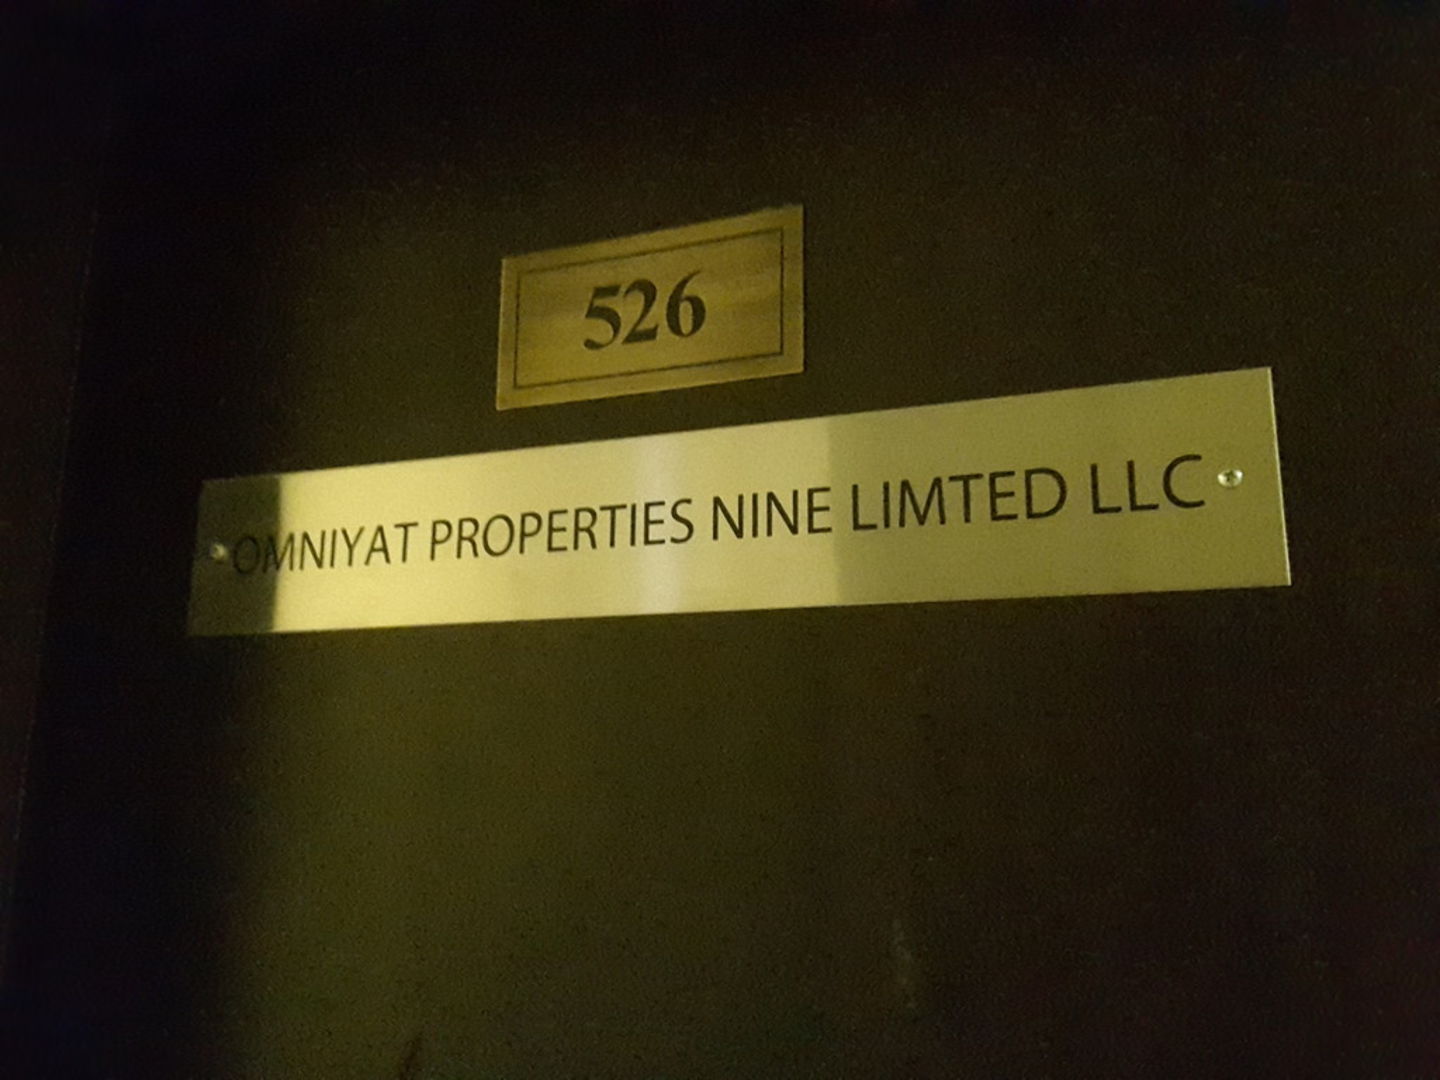 526
OMNIYAT PROPERTIES NINE LIMTED LLC